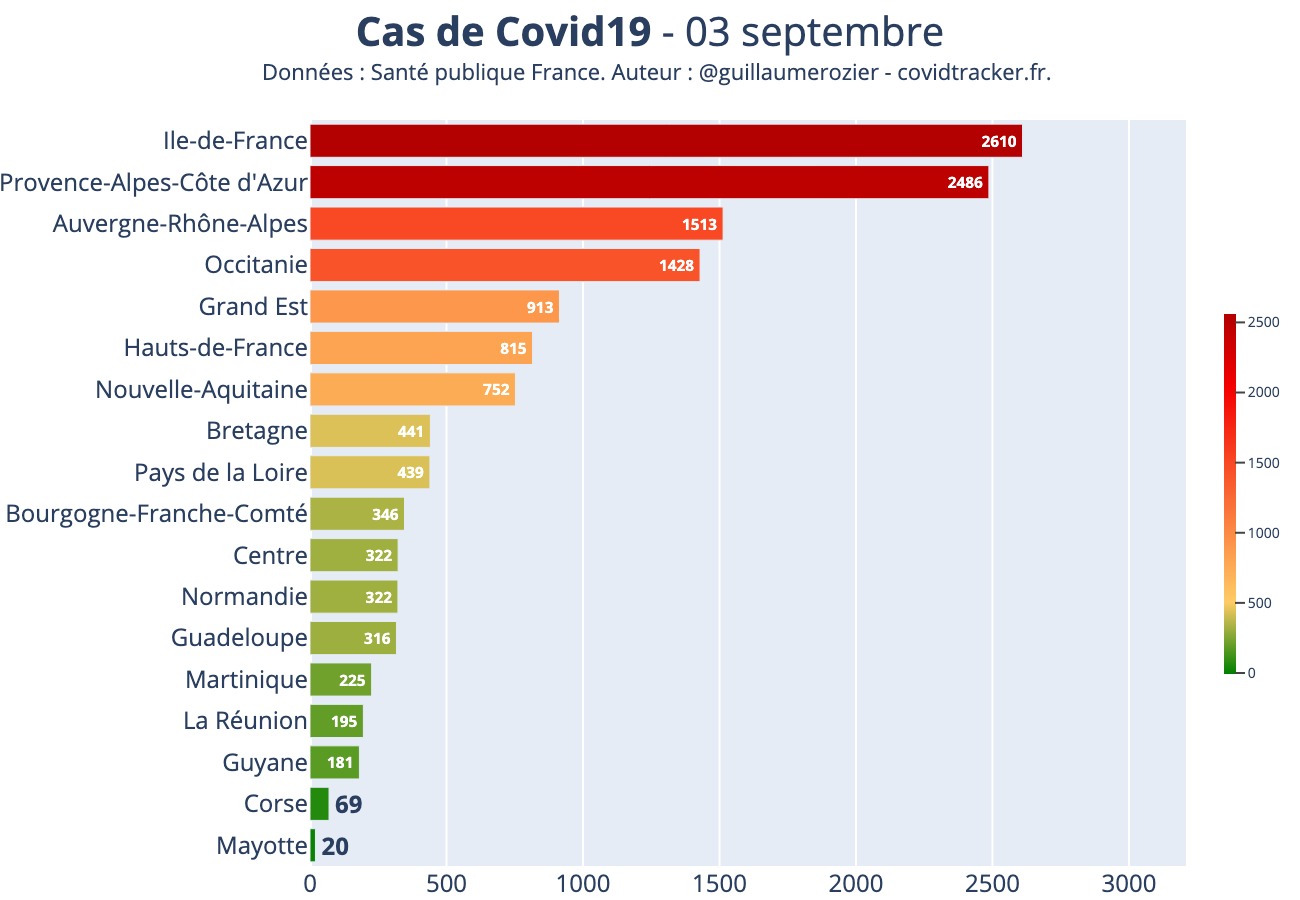 Cas de Covid19 - 03 septembre
Données : Santé publique France. Auteur : @guillaumerozier - covidtracker.fr.
Ile-de-France 2610
Provence-Alpes-Côte d'Azur 2486
Auvergne-Rhône-Alpes 1513
Occitanie 1428
Grand Est 913
Hauts-de-France 815
Nouvelle-Aquitaine 752
Bretagne 441
Pays de la Loire 439
Bourgogne-Franche-Comté 346
Centre 322
Normandie 322
Guadeloupe 316
Martinique 225
La Réunion 195
Guyane 181
Corse 69
Mayotte 20
0 500 1000 1500 2000 2500 3000
2500
2000
1500
1000
500
0